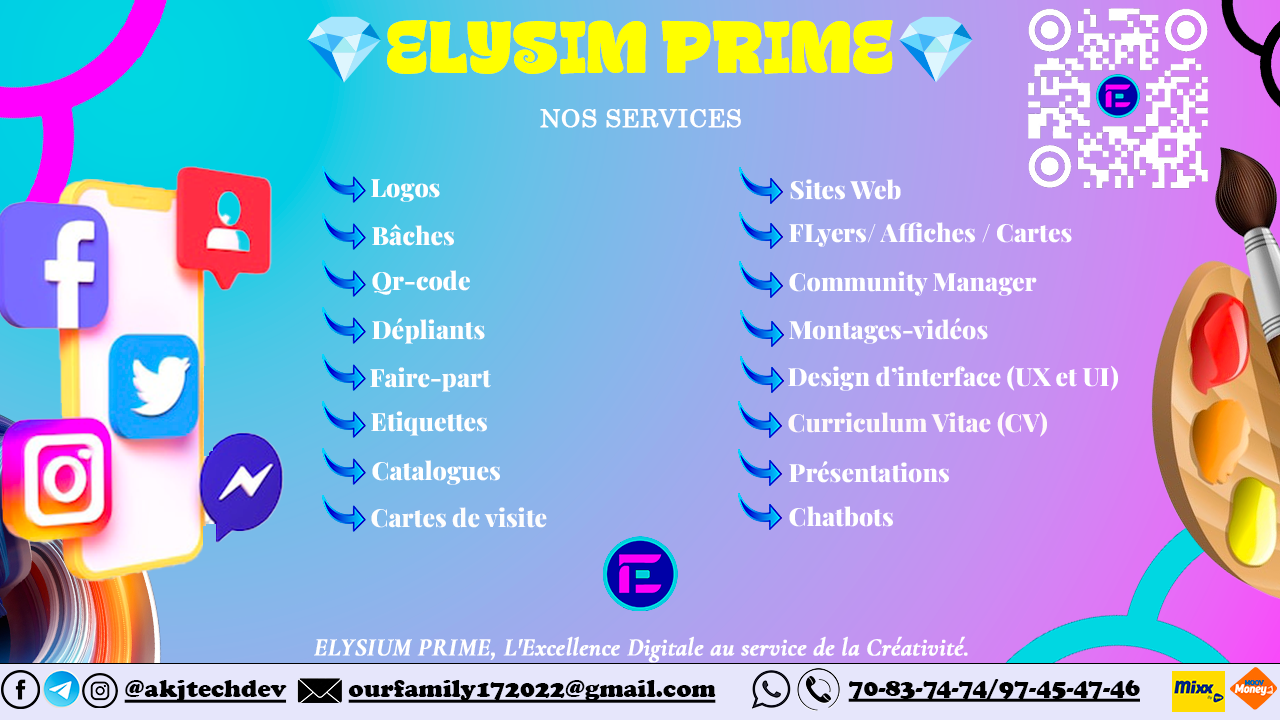 ELYSIM PRIME
NOS SERVICES
Logos
Bâches
Qr-code
Dépliants
Faire-part
Etiquettes
Catalogues
Cartes de visite
Sites Web
FLyers/ Affiches / Cartes
Community Manager
Montages-vidéos
Design d’interface (UX et UI)
Curriculum Vitae (CV)
Présentations
Chatbots
ELYSIUM PRIME, L'Excellence Digitale au service de la Créativité.
@akjtechdev
ourfamily172022@gmail.com
70-83-74-74/97-45-47-46
Mixx
by
MOOV
Money